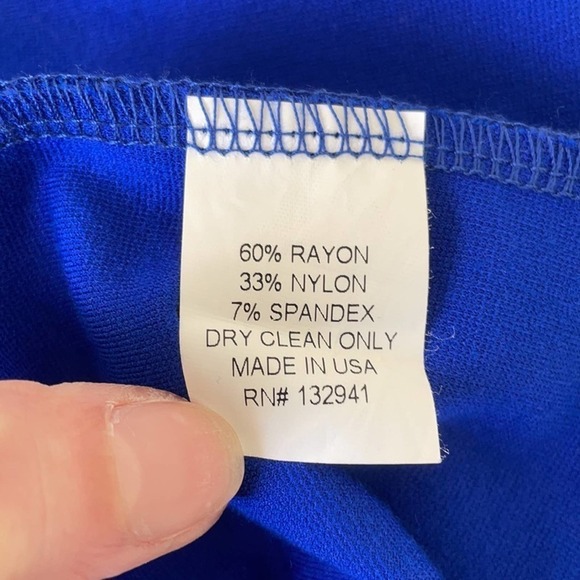 60% RAYON
33% NYLON
7% SPANDEX
DRY CLEAN ONLY
MADE IN USA
RN# 132941